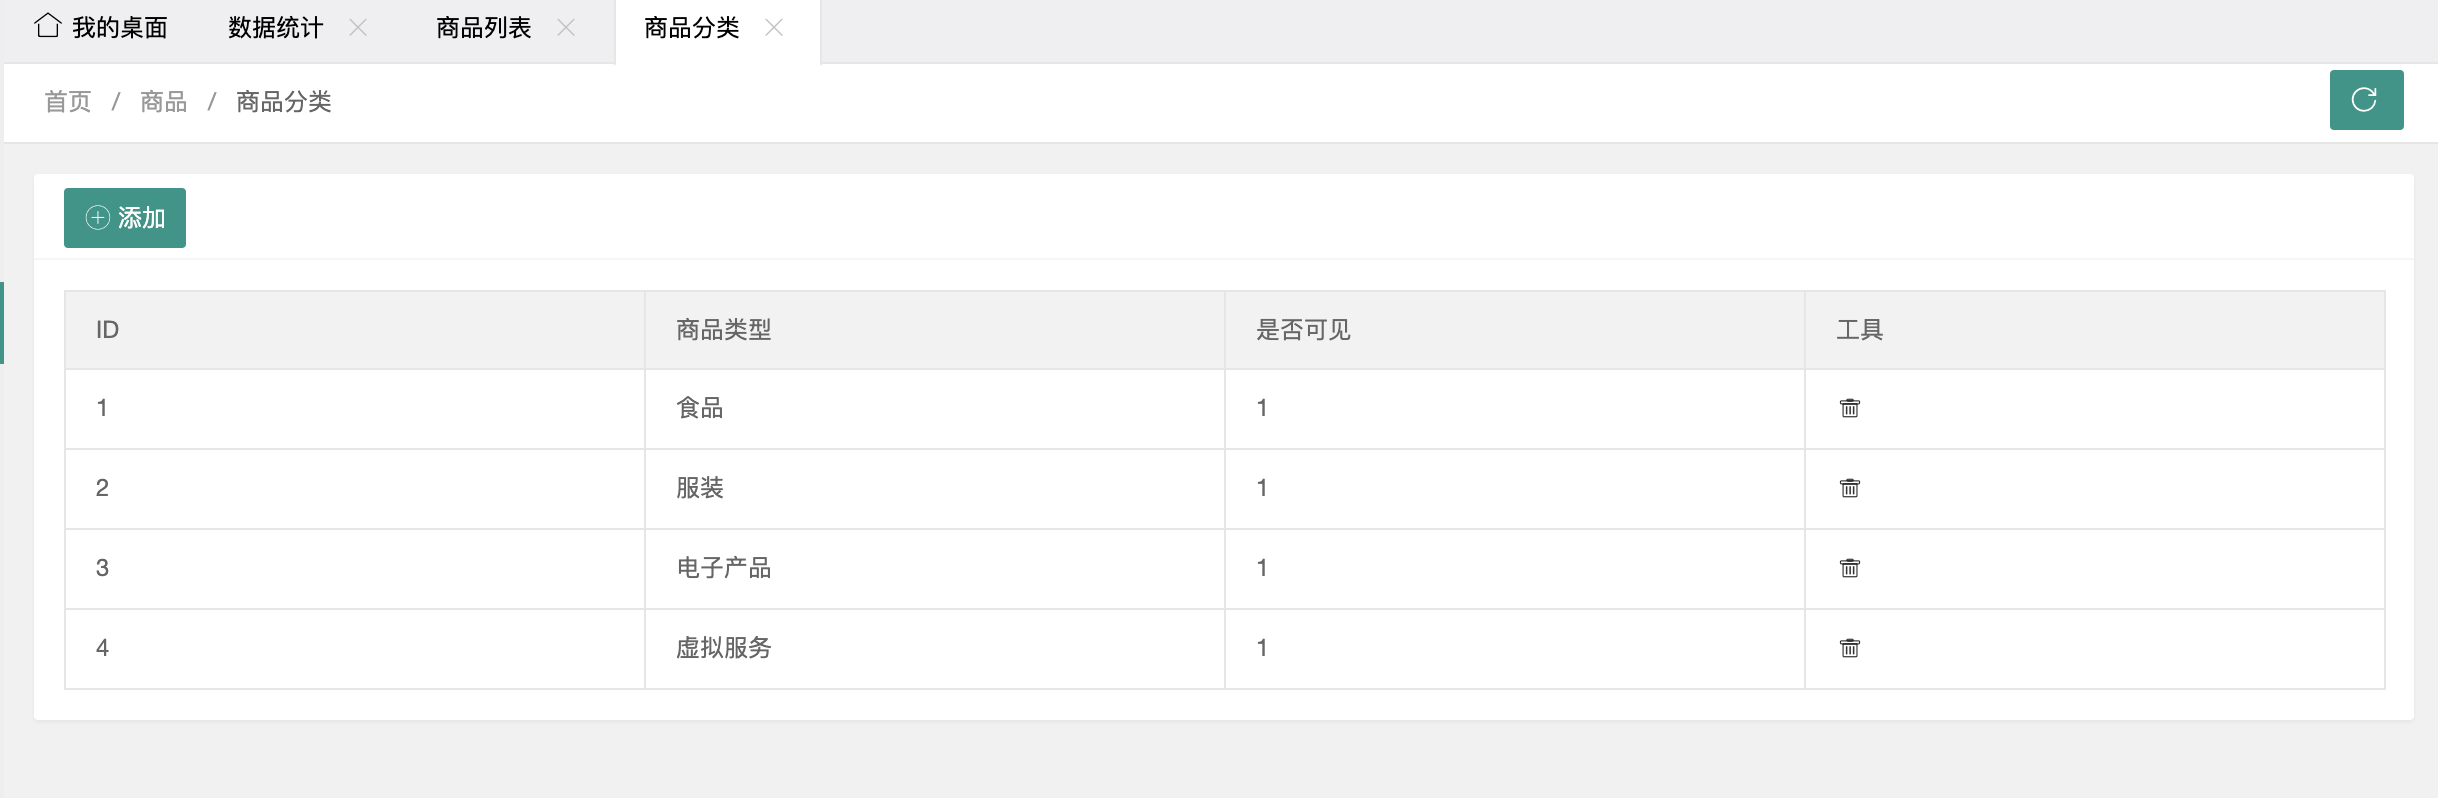 我的桌面 数据统计 商品列表 商品分类
首页 / 商品 / 商品分类
添加
ID 商品类型 是否可见 工具
1 食品 1
2 服装 1
3 电子产品 1
4 虚拟服务 1